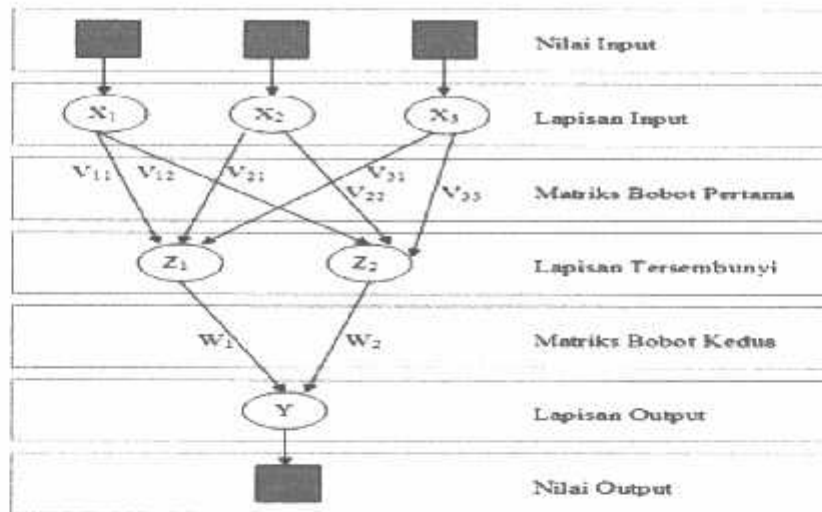 Nilai Input
X1 X2 X3 Lapisan Input
V11 V12 V21 V31
V22 V33 Matriks Bobot Pertama
Z1 Z2 Lapisan Tersembunyi
W1 W2 Matriks Bobot Kedua
Y Lapisan Output
Nilai Output